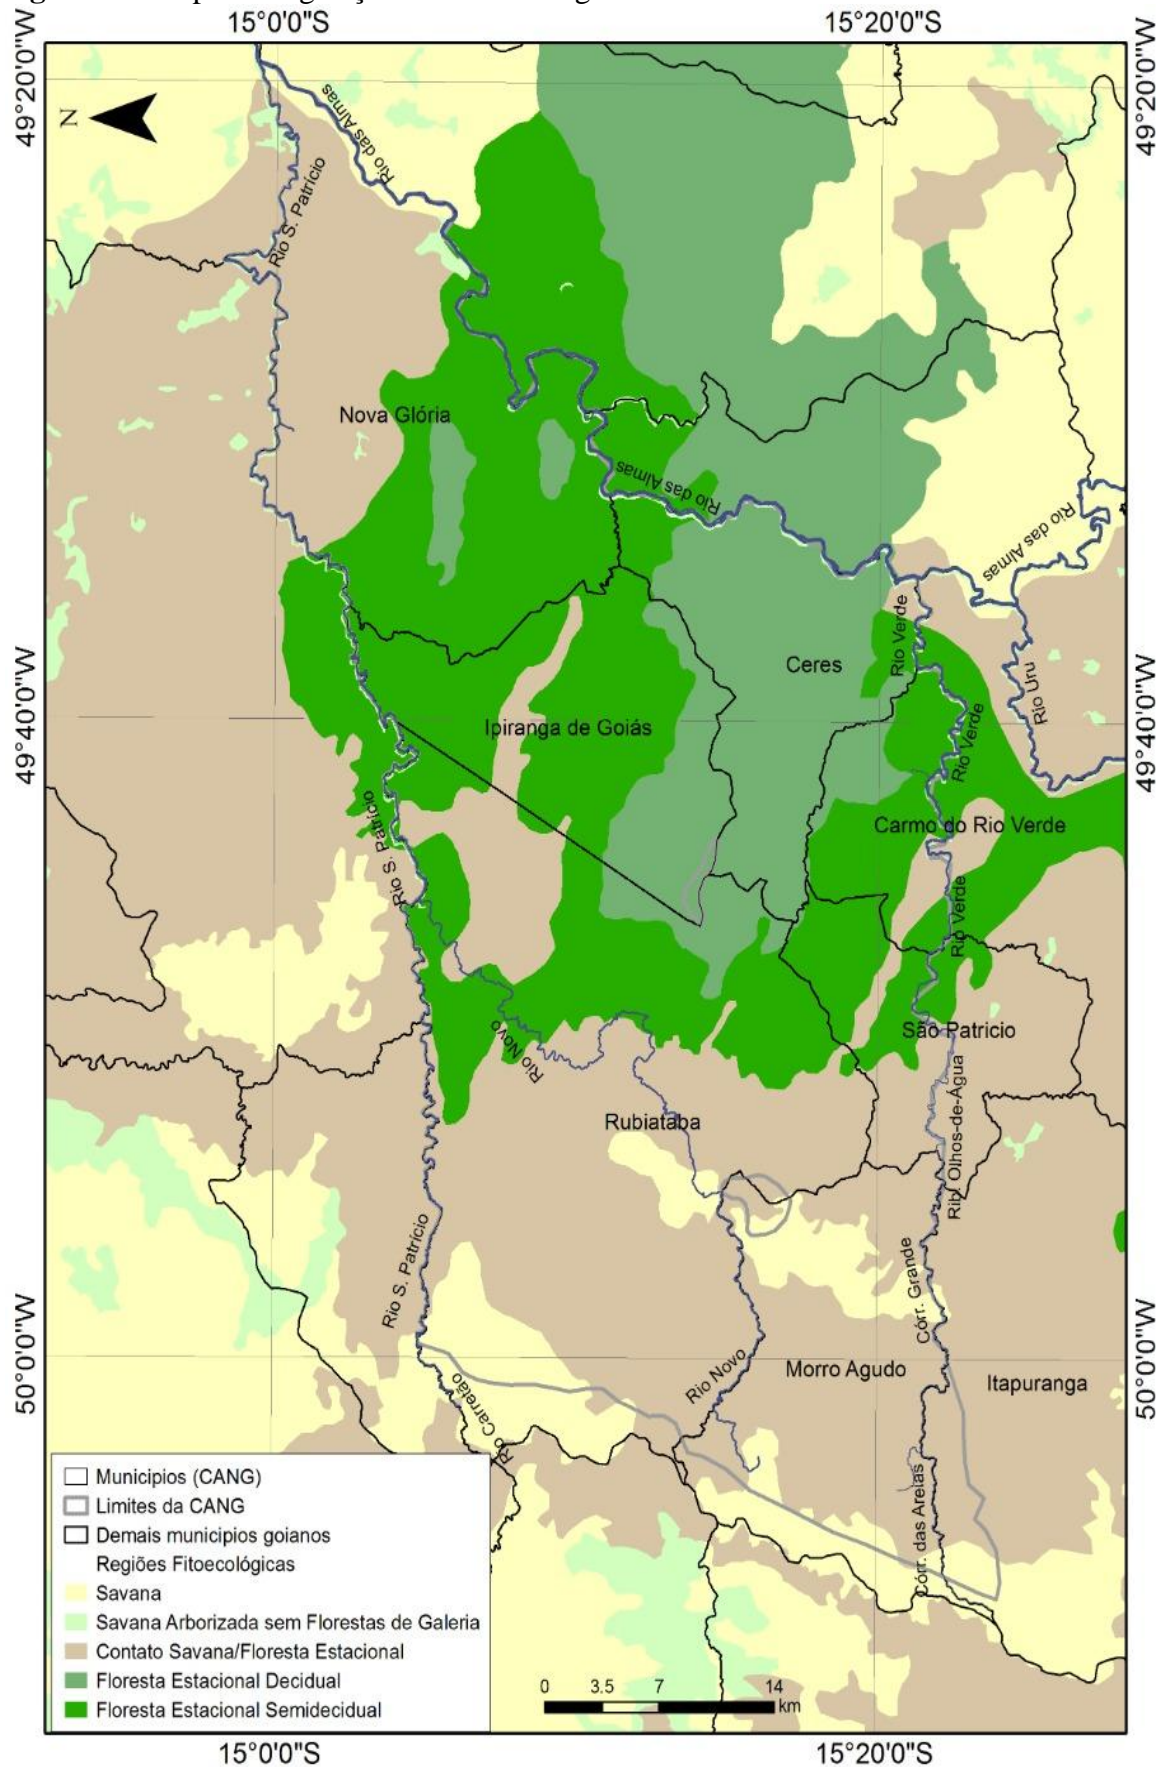 15°0'0"S
15°20'0"S
49°20'0"W
49°20'0"W
N
Rio das Almas
Rio S. Patrício
Nova Glória
Rio das Almas
Rio das Almas
Rio Verde
Ceres
Rio Uru
49°40'0"W
49°40'0"W
Ipiranga de Goiás
Rio Verde
Rio S. Patrício
Carmo do Rio Verde
Rio Verde
Rio Novo
São Patricio
Rubiataba
Rib. Olhos-de-Água
Rio S. Patrício
Córr. Grande
50°0'0"W
50°0'0"W
Rio Novo
Morro Agudo
Itapuranga
Rio Carretão
Córr. das Areias
Municipios (CANG)
Limites da CANG
Demais municipios goianos
Regiões Fitoecológicas
Savana
Savana Arborizada sem Florestas de Galeria
Contato Savana/Floresta Estacional
Floresta Estacional Decidual
Floresta Estacional Semidecidual
0 3.5 7 14
km
15°0'0"S
15°20'0"S